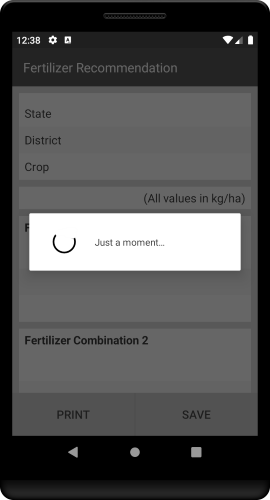 12:38
Fertilizer Recommendation
State
District
Crop
(All values in kg/ha)
F
Just a moment...
Fertilizer Combination 2
PRINT SAVE